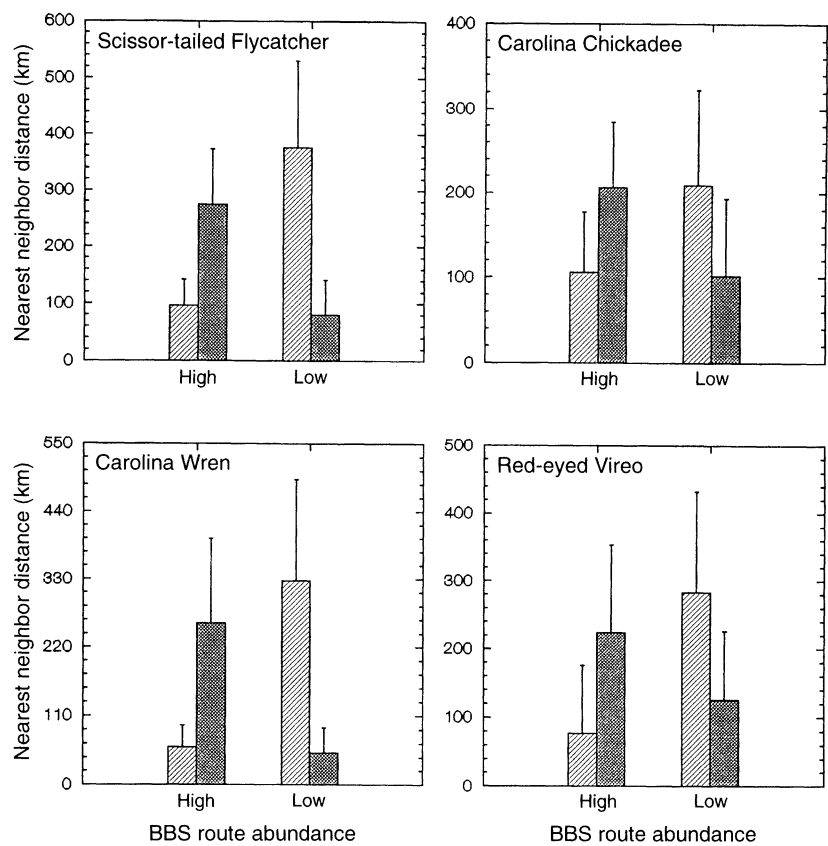 Scissor-tailed Flycatcher
Nearest neighbor distance (km)
600
500
400
300
200
100
0
High
Low
Carolina Chickadee
400
300
200
100
0
High
Low
Carolina Wren
Nearest neighbor distance (km)
550
440
330
220
110
0
High
Low
BBS route abundance
Red-eyed Vireo
500
400
300
200
100
0
High
Low
BBS route abundance